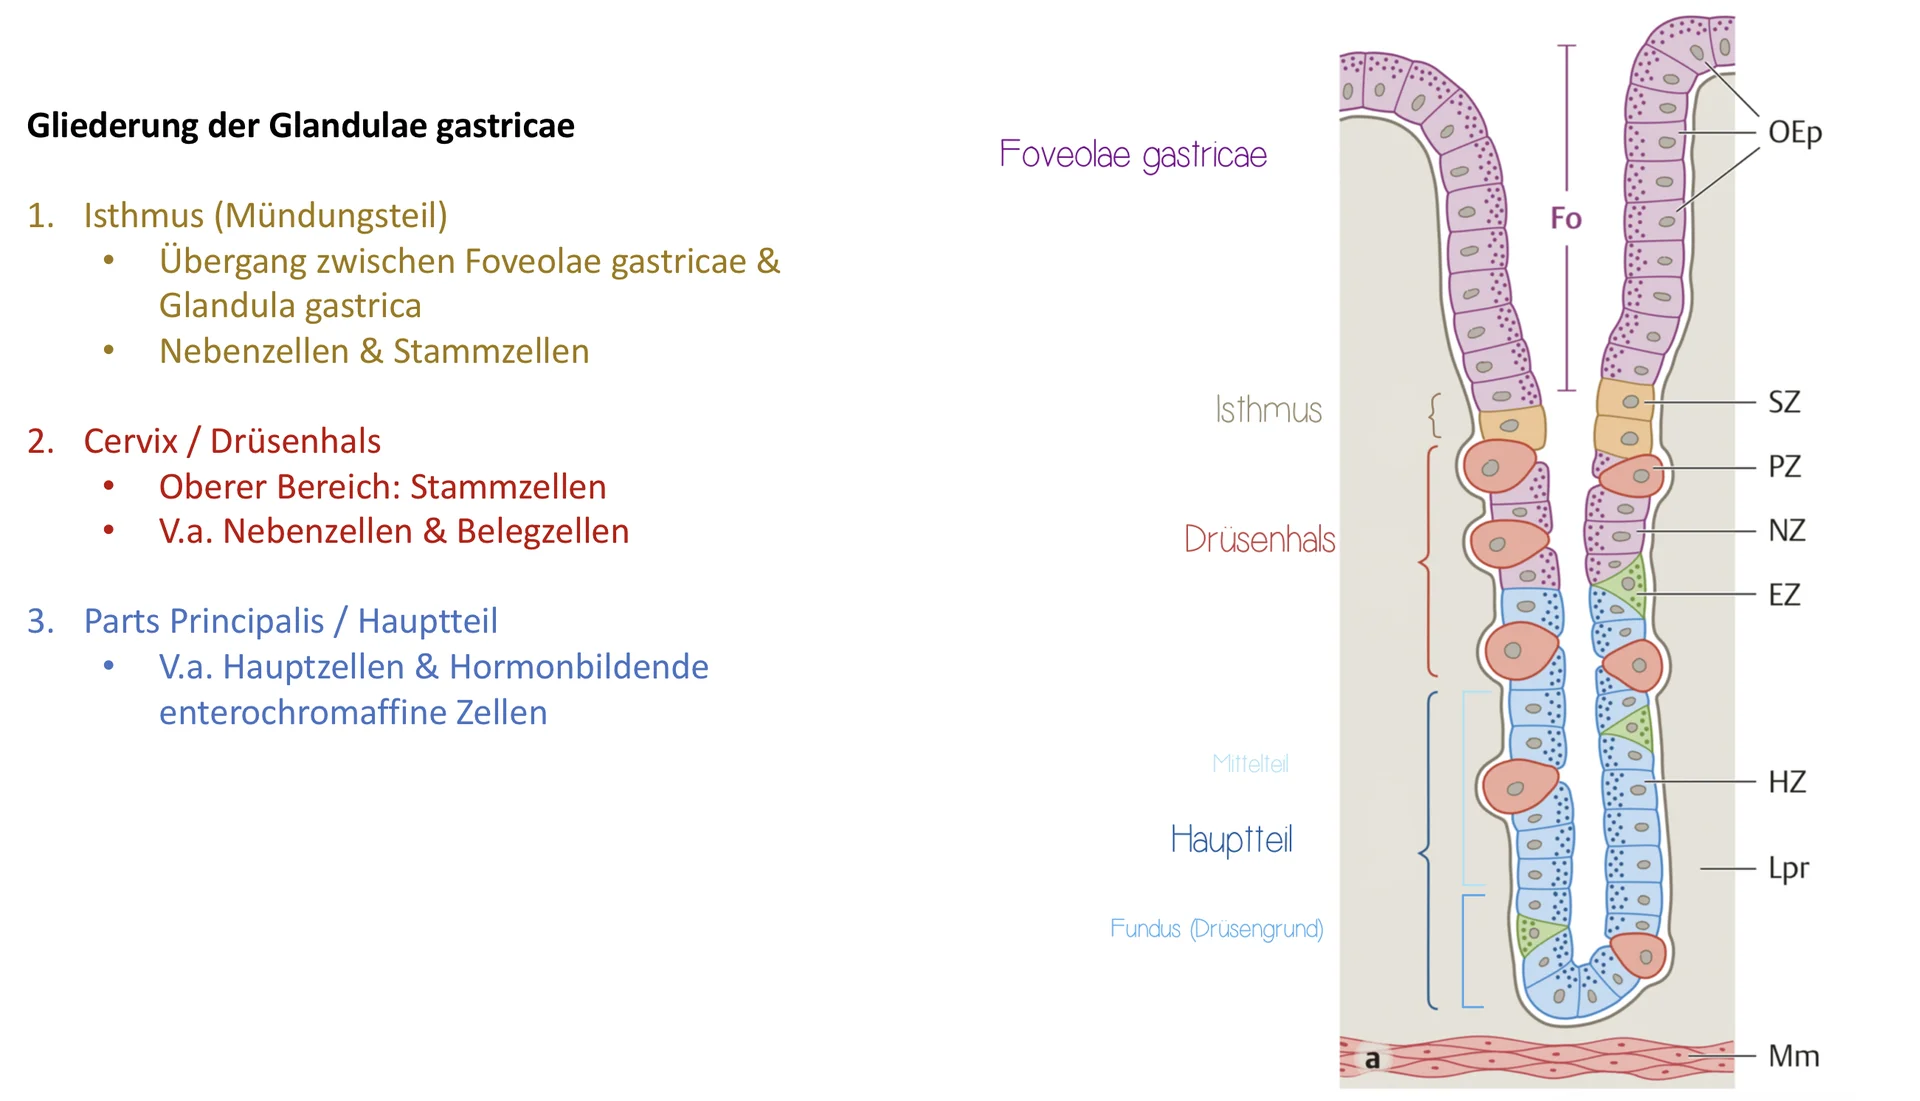 Gliederung der Glandulae gastricae
1. Isthmus (Mündungsteil)
• Übergang zwischen Foveolae gastricae &
Glandula gastrica
• Nebenzellen & Stammzellen
2. Cervix / Drüsenhals
• Oberer Bereich: Stammzellen
• V.a. Nebenzellen & Belegzellen
3. Parts Principalis / Hauptteil
• V.a. Hauptzellen & Hormonbildende
enterochromaffine Zellen
Foveolae gastricae
Isthmus
Drüsenhals
Mittelteil
Hauptteil
Fundus (Drüsengrund)
Fo
OEp
SZ
PZ
NZ
EZ
HZ
Lpr
Mm
a